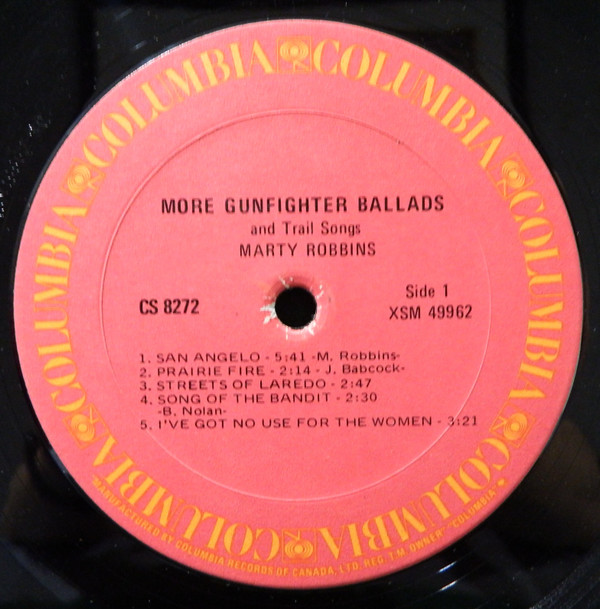 COLUMBIA COLUMBIA COLUMBIA COLUMBIA COLUMBIA COLUMBIA COLUMBIA COLUMBIA
MORE GUNFIGHTER BALLADS
and Trail Songs
MARTY ROBBINS
CS 8272
Side 1
XSM 49962
1. SAN ANGELO - 5:41 -M. Robbins-
2. PRAIRIE FIRE - 2:14 - J. Babcock-
3. STREETS OF LAREDO - 2:47
4. SONG OF THE BANDIT - 2:30
-B. Nolan-
5. I'VE GOT NO USE FOR THE WOMEN - 3:21
MANUFACTURED BY COLUMBIA RECORDS OF CANADA, LTD. REG. T.M. OWNER "COLUMBIA"